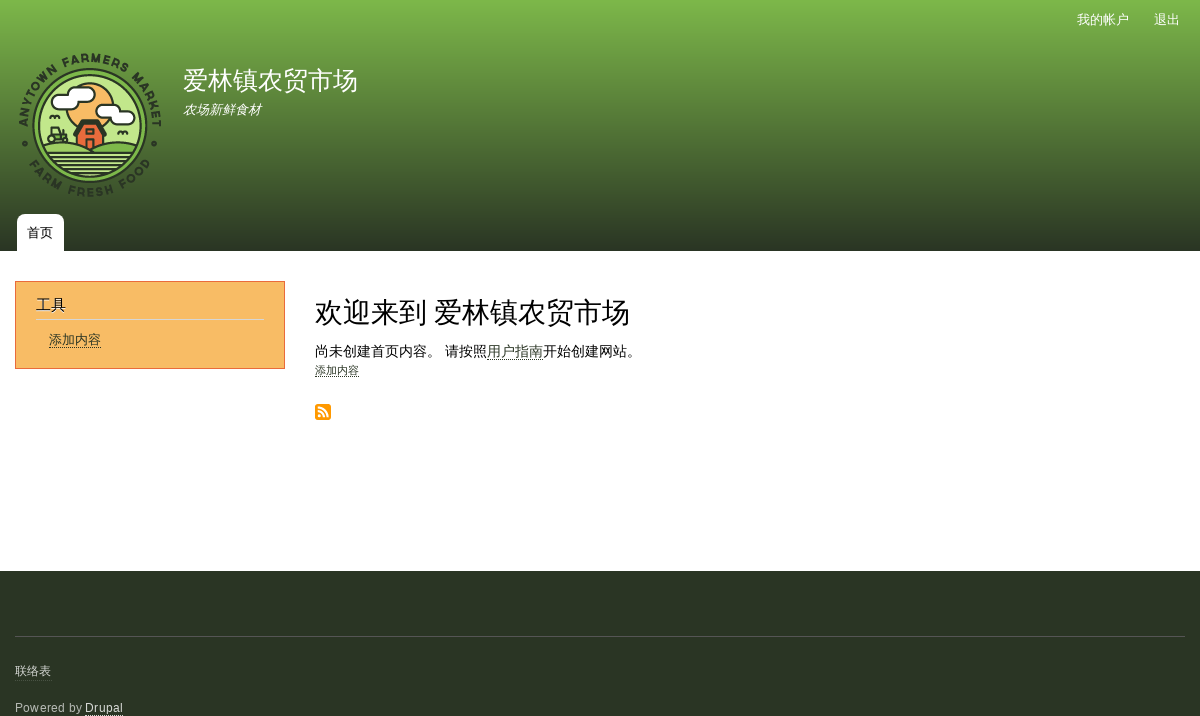 我的帐户 退出
ANYTOWN FARMERS MARKET
FARM FRESH FOOD
爱林镇农贸市场
农场新鲜食材
首页
工具
添加内容
欢迎来到 爱林镇农贸市场
尚未创建首页内容。 请按照用户指南开始创建网站。
添加内容
联络表
Powered by Drupal